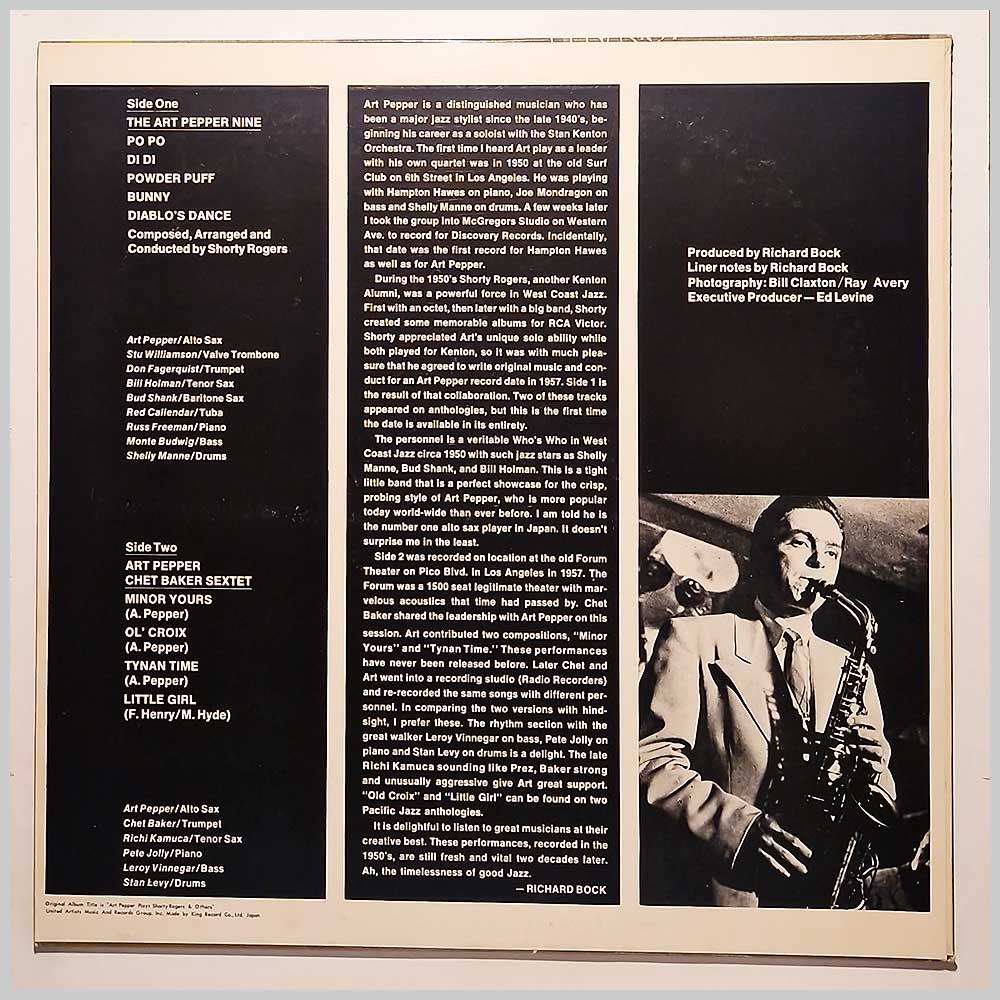 Side One
THE ART PEPPER NINE
PO PO
DI DI
POWDER PUFF
BUNNY
DIABLO'S DANCE
Composed, Arranged and
Conducted by Shorty Rogers
Art Pepper/Alto Sax
Stu Williamson/Valve Trombone
Don Fagerquist/Trumpet
Bill Holman/Tenor Sax
Bud Shank/Baritone Sax
Red Callendar/Tuba
Russ Freeman/Piano
Monte Budwig/Bass
Shelly Manne/Drums
Side Two
ART PEPPER
CHET BAKER SEXTET
MINOR YOURS
(A. Pepper)
OL' CROIX
(A. Pepper)
TYNAN TIME
(A. Pepper)
LITTLE GIRL
(F. Henry/M. Hyde)
Art Pepper/Alto Sax
Chet Baker/Trumpet
Richi Kamuca/Tenor Sax
Pete Jolly/Piano
Leroy Vinnegar/Bass
Stan Levy/Drums
Original Album Title is "Art Pepper Plays Shorty Rogers & Others"
United Artists Music And Records Group, Inc. Made by King Record Co., Ltd. Japan
Art Pepper is a distinguished musician who has
been a major jazz stylist since the late 1940's, be-
ginning his career as a soloist with the Stan Kenton
Orchestra. The first time I heard Art play as a leader
with his own quartet was in 1950 at the old Surf
Club on 6th Street in Los Angeles. He was playing
with Hampton Hawes on piano, Joe Mondragon on
bass and Shelly Manne on drums. A few weeks later
I took the group into McGregors Studio on Western
Ave. to record for Discovery Records. Incidentally,
that date was the first record for Hampton Hawes
as well as for Art Pepper.
During the 1950's Shorty Rogers, another Kenton
Alumni, was a powerful force in West Coast Jazz.
First with an octet, then later with a big band, Shorty
created some memorable albums for RCA Victor.
Shorty appreciated Art's unique solo ability while
both played for Kenton, so it was with much plea-
sure that he agreed to write original music and con-
duct for an Art Pepper record date in 1957. Side 1 is
the result of that collaboration. Two of these tracks
appeared on anthologies, but this is the first time
the date is available in its entirety.
The personnel is a veritable Who's Who in West
Coast Jazz circa 1950 with such jazz stars as Shelly
Manne, Bud Shank, and Bill Holman. This is a tight
little band that is a perfect showcase for the crisp,
probing style of Art Pepper, who is more popular
today world-wide than ever before. I am told he is
the number one alto sax player in Japan. It doesn't
surprise me in the least.
Side 2 was recorded on location at the old Forum
Theater on Pico Blvd. in Los Angeles in 1957. The
Forum was a 1500 seat legitimate theater with mar-
velous acoustics that time had passed by. Chet
Baker shared the leadership with Art Pepper on this
session. Art contributed two compositions, "Minor
Yours" and "Tynan Time." These performances
have never been released before. Later Chet and
Art went into a recording studio (Radio Recorders)
and re-recorded the same songs with different per-
sonnel. In comparing the two versions with hind-
sight, I prefer these. The rhythm section with the
great walker Leroy Vinnegar on bass, Pete Jolly on
piano and Stan Levy on drums is a delight. The late
Richi Kamuca sounding like Prez, Baker strong
and unusually aggressive give Art great support.
"Old Croix" and "Little Girl" can be found on two
Pacific Jazz anthologies.
It is delightful to listen to great musicians at their
creative best. These performances, recorded in the
1950's, are still fresh and vital two decades later.
Ah, the timelessness of good Jazz.
—RICHARD BOCK
Produced by Richard Bock
Liner notes by Richard Bock
Photography: Bill Claxton/Ray Avery
Executive Producer—Ed Levine